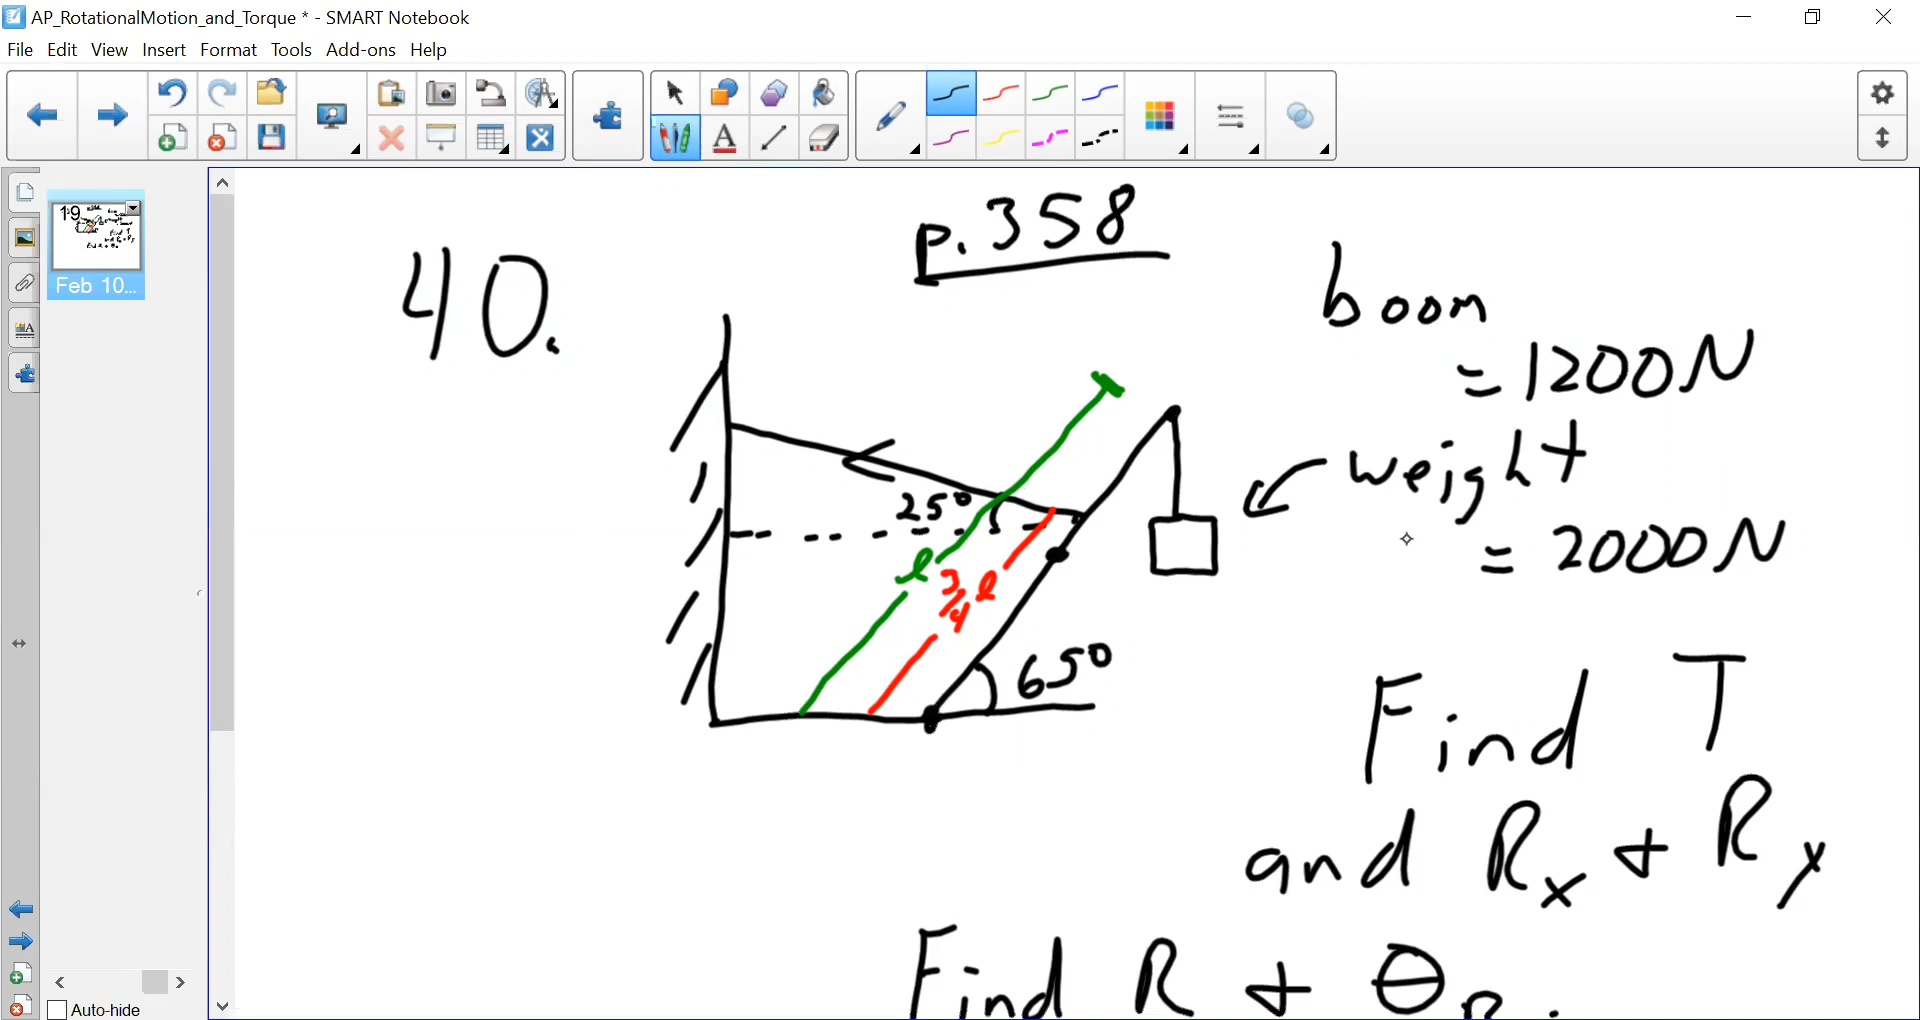 AP_RotationalMotion_and_Torque * - SMART Notebook
File Edit View Insert Format Tools Add-ons Help
Feb 10...
p. 358
40.
boom
= 1200N
weight
= 2000N
25°
l
3/4 l
65°
Find T
and Rx + Ry
Find R + θR.
Auto-hide